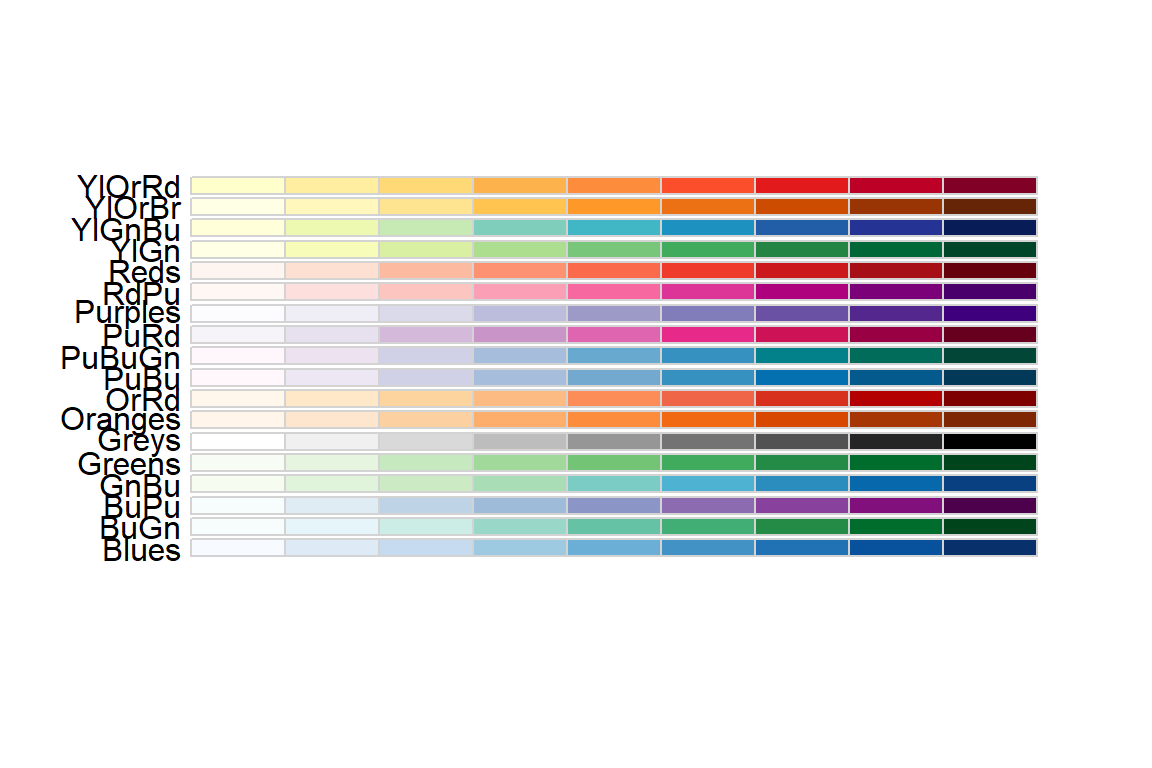 YlOrRd
YlOrBr
YlGnBu
YlGn
Reds
RdPu
Purples
PuRd
PuBuGn
PuBu
OrRd
Oranges
Greys
Greens
GnBu
BuPu
BuGn
Blues